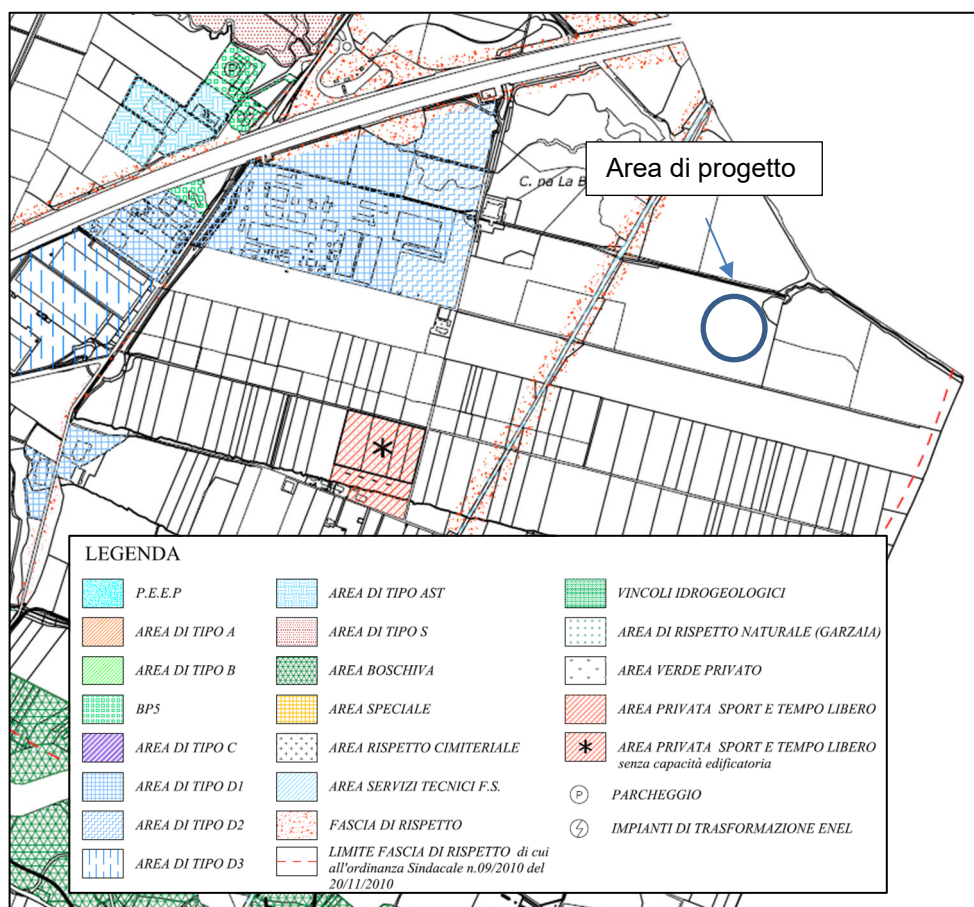 P
Area di progetto
C. na La B
LEGENDA
P.E.E.P
AREA DI TIPO A
AREA DI TIPO B
BP5
AREA DI TIPO C
AREA DI TIPO D1
AREA DI TIPO D2
AREA DI TIPO D3
AREA DI TIPO AST
AREA DI TIPO S
AREA BOSCHIVA
AREA SPECIALE
AREA RISPETTO CIMITERIALE
AREA SERVIZI TECNICI F.S.
FASCIA DI RISPETTO
LIMITE FASCIA DI RISPETTO di cui
all'ordinanza Sindacale n.09/2010 del
20/11/2010
VINCOLI IDROGEOLOGICI
AREA DI RISPETTO NATURALE (GARZAIA)
AREA VERDE PRIVATO
AREA PRIVATA SPORT E TEMPO LIBERO
AREA PRIVATA SPORT E TEMPO LIBERO
senza capacità edificatoria
P PARCHEGGIO
IMPIANTI DI TRASFORMAZIONE ENEL